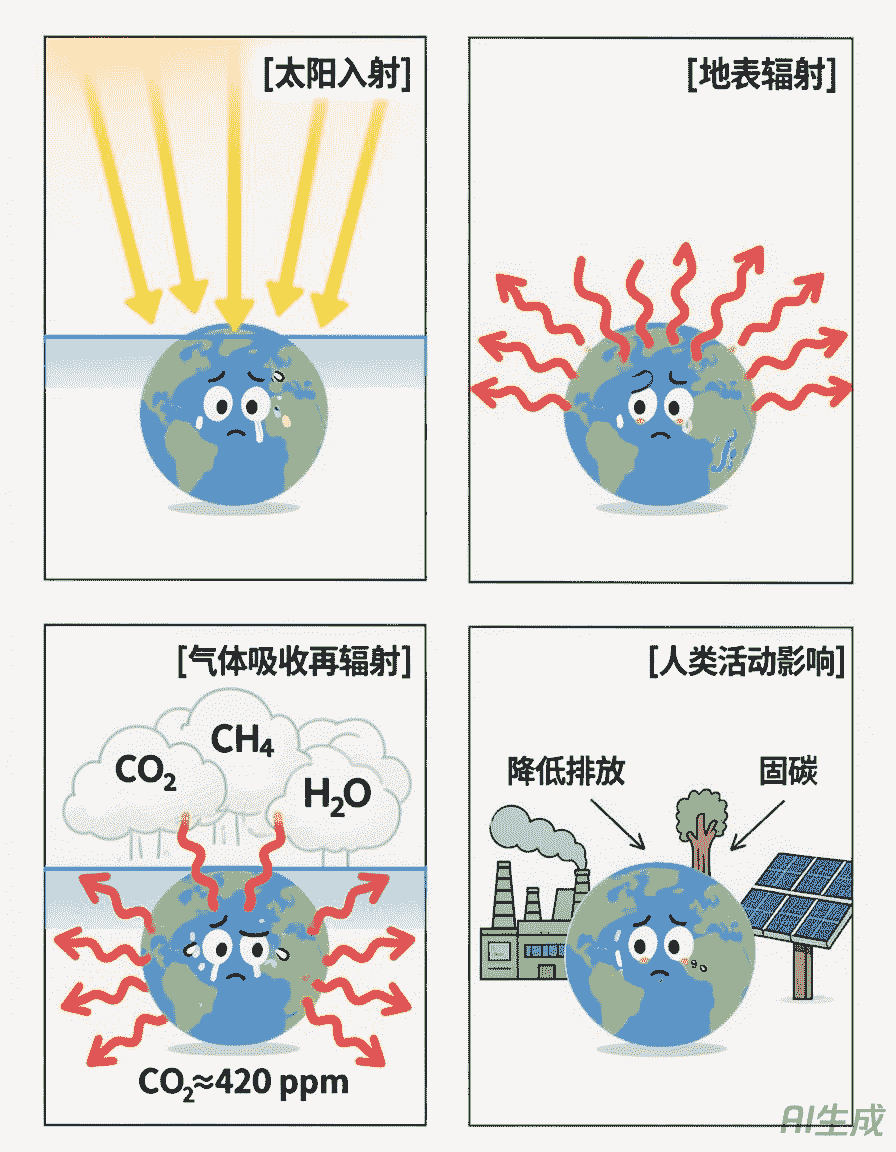 [太阳入射]
[地表辐射]
[气体吸收再辐射]
CO₂
CH₄
H₂O
CO₂≈420 ppm
[人类活动影响]
降低排放
固碳
AI生成